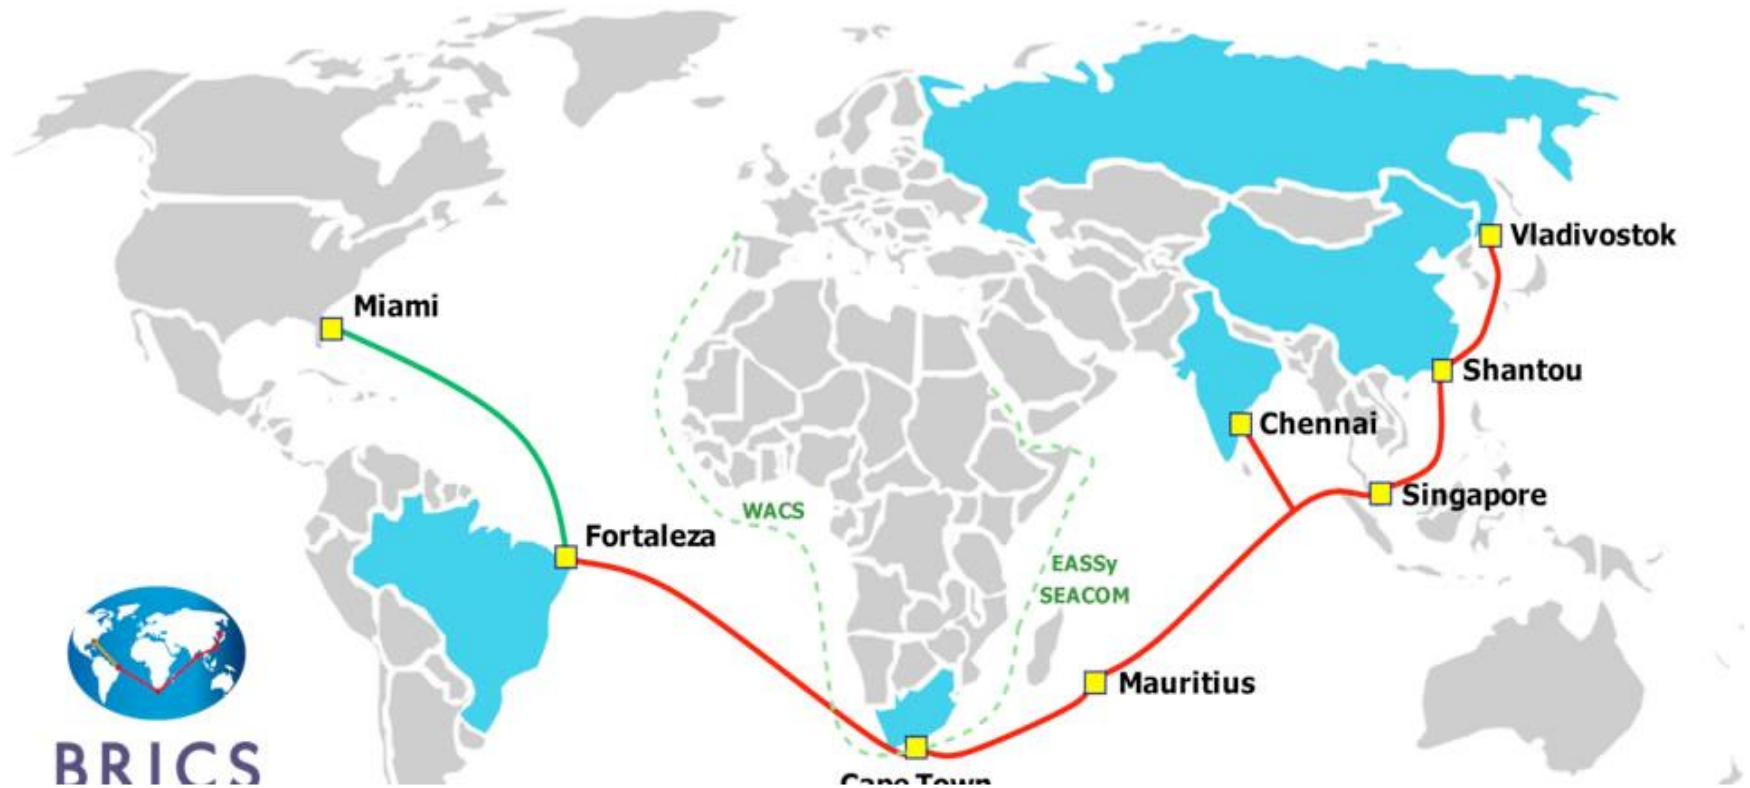 Vladivostok
Miami
Shantou
Chennai
Singapore
WACS
Fortaleza
EASSy
SEACOM
Mauritius
BRICS
Cape Town